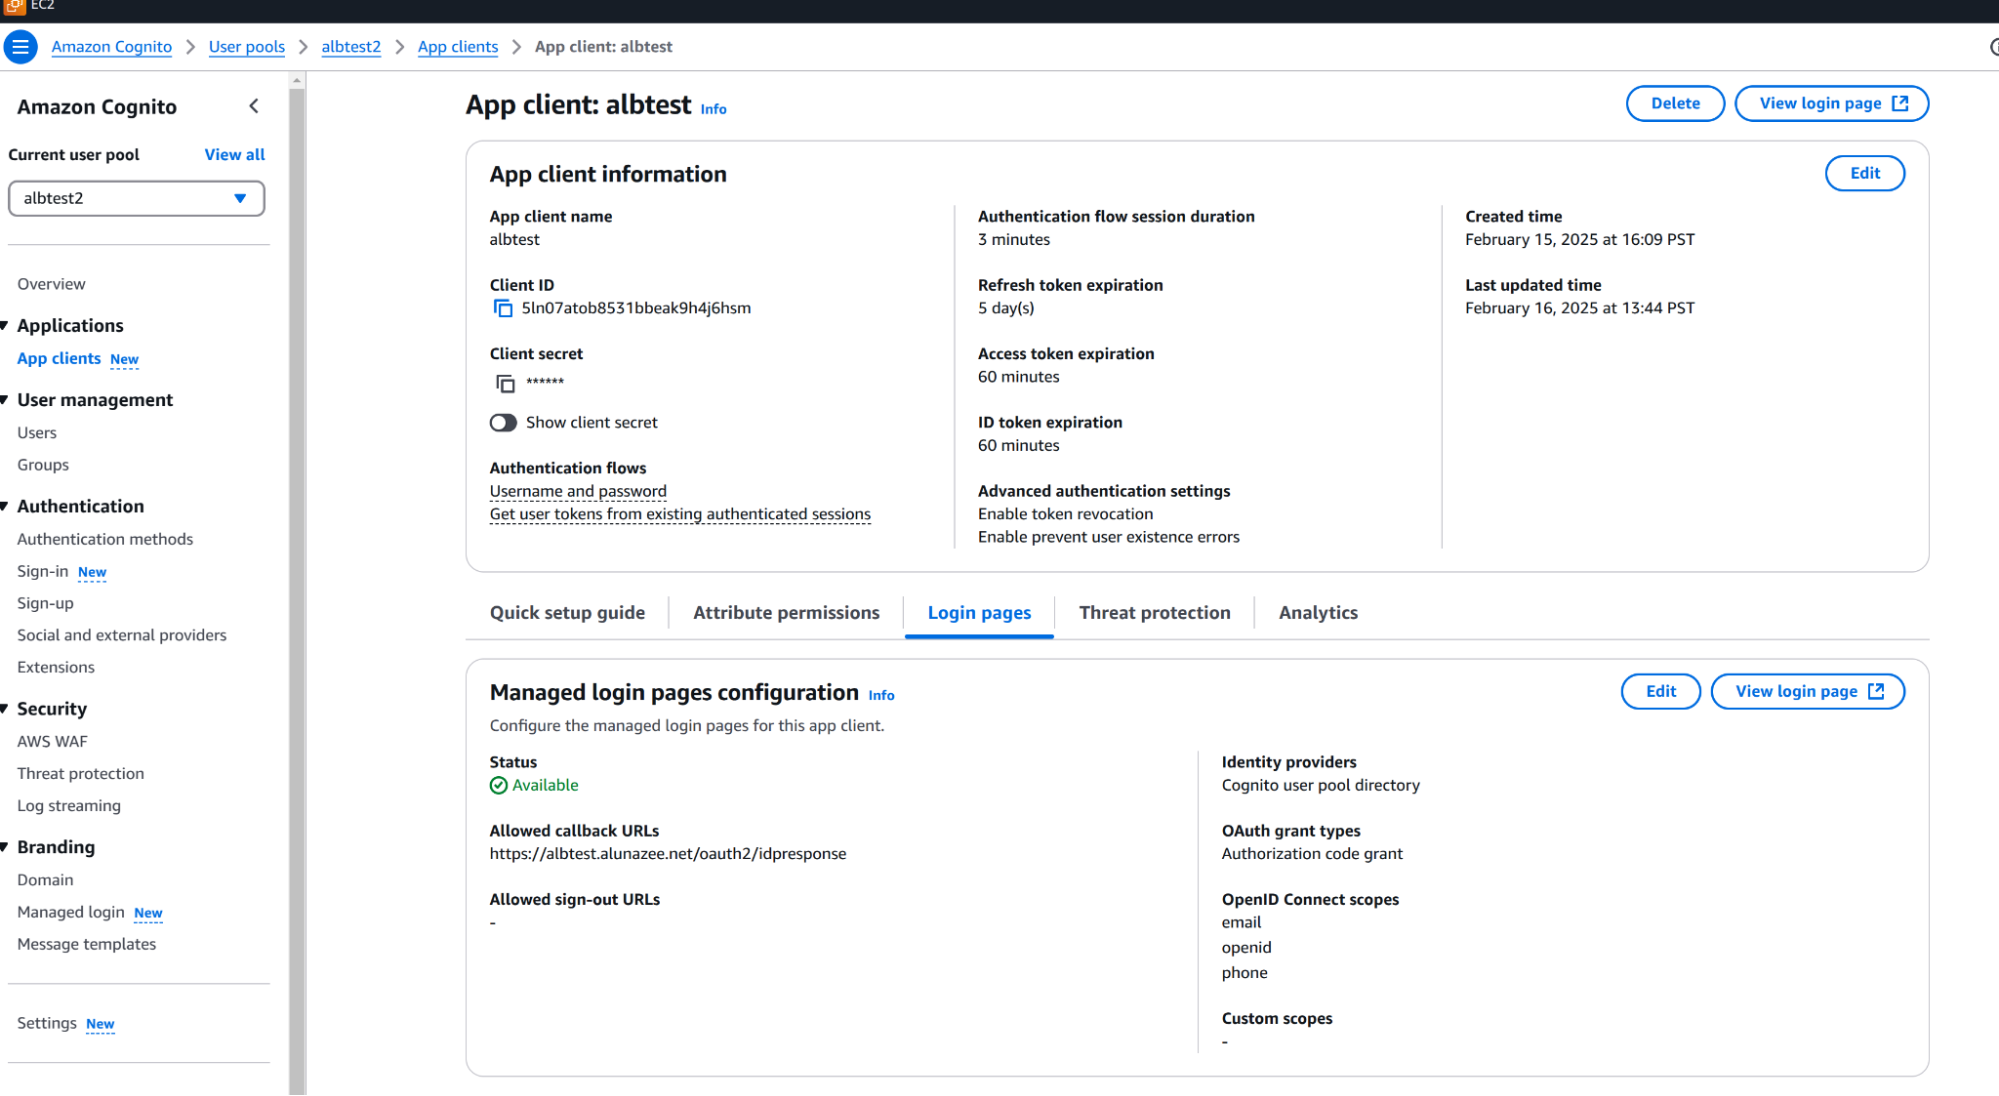 EC2
Amazon Cognito
User pools
albtest2
App clients
App client: albtest
Amazon Cognito
Current user pool
View all
albtest2
Overview
Applications
App clients New
User management
Users
Groups
Authentication
Authentication methods
Sign-in New
Sign-up
Social and external providers
Extensions
Security
AWS WAF
Threat protection
Log streaming
Branding
Domain
Managed login New
Message templates
Settings New
App client: albtest Info
Delete
View login page
App client information
Edit
App client name
albtest
Client ID
5ln07atob8531bbeak9h4j6hsm
Client secret
******
Show client secret
Authentication flows
Username and password
Get user tokens from existing authenticated sessions
Authentication flow session duration
3 minutes
Refresh token expiration
5 day(s)
Access token expiration
60 minutes
ID token expiration
60 minutes
Advanced authentication settings
Enable token revocation
Enable prevent user existence errors
Created time
February 15, 2025 at 16:09 PST
Last updated time
February 16, 2025 at 13:44 PST
Quick setup guide
Attribute permissions
Login pages
Threat protection
Analytics
Managed login pages configuration Info
Edit
View login page
Configure the managed login pages for this app client.
Status
Available
Allowed callback URLs
https://albtest.alunazee.net/oauth2/idpresponse
Allowed sign-out URLs
-
Identity providers
Cognito user pool directory
OAuth grant types
Authorization code grant
OpenID Connect scopes
email
openid
phone
Custom scopes
-